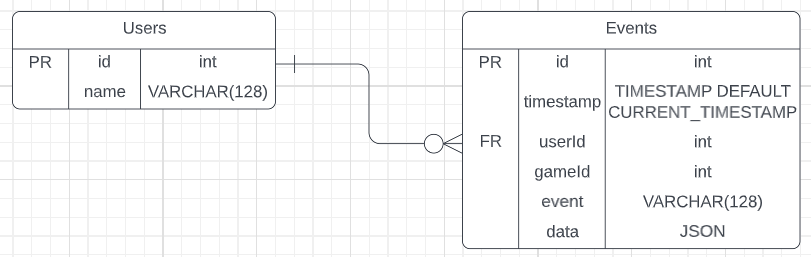 Users
PR id int
name VARCHAR(128)
Events
PR id int
timestamp TIMESTAMP DEFAULT
CURRENT_TIMESTAMP
FR userId int
gameId int
event VARCHAR(128)
data JSON